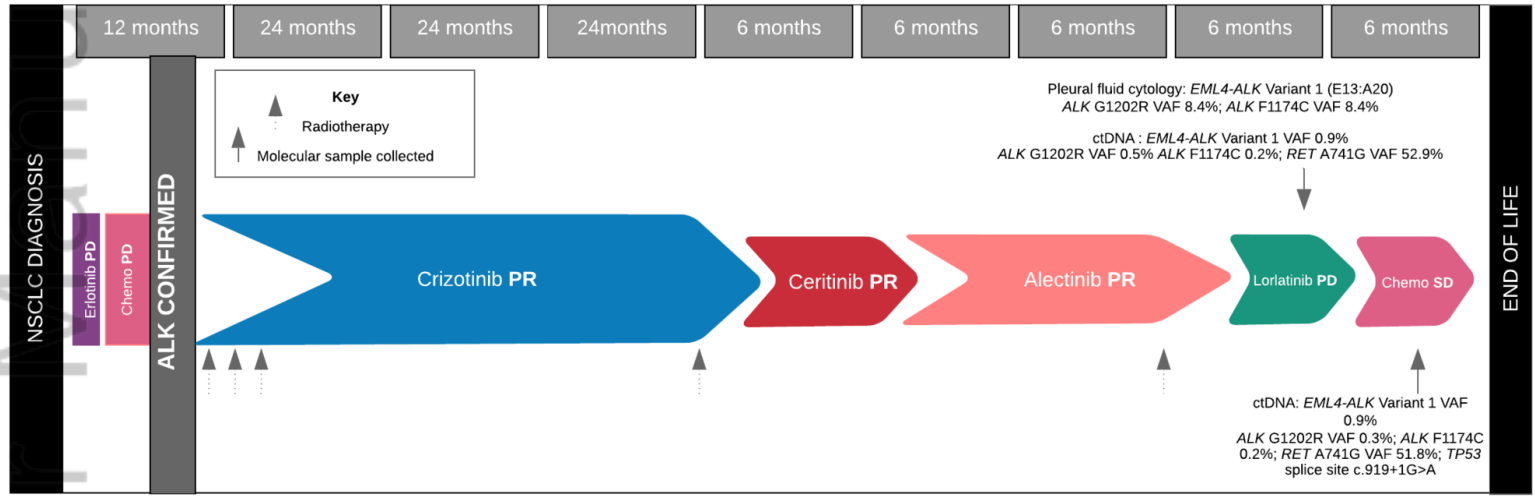 12 months
24 months
24 months
24months
6 months
6 months
6 months
6 months
6 months
NSCLC DIAGNOSIS
ALK CONFIRMED
END OF LIFE
Key
Radiotherapy
Molecular sample collected
Pleural fluid cytology: EML4-ALK Variant 1 (E13:A20)
ALK G1202R VAF 8.4%; ALK F1174C VAF 8.4%
ctDNA : EML4-ALK Variant 1 VAF 0.9%
ALK G1202R VAF 0.5% ALK F1174C 0.2%; RET A741G VAF 52.9%
Erlotinib PD
Chemo PD
Crizotinib PR
Ceritinib PR
Alectinib PR
Lorlatinib PD
Chemo SD
ctDNA: EML4-ALK Variant 1 VAF
0.9%
ALK G1202R VAF 0.3%; ALK F1174C
0.2%; RET A741G VAF 51.8%; TP53
splice site c.919+1G>A